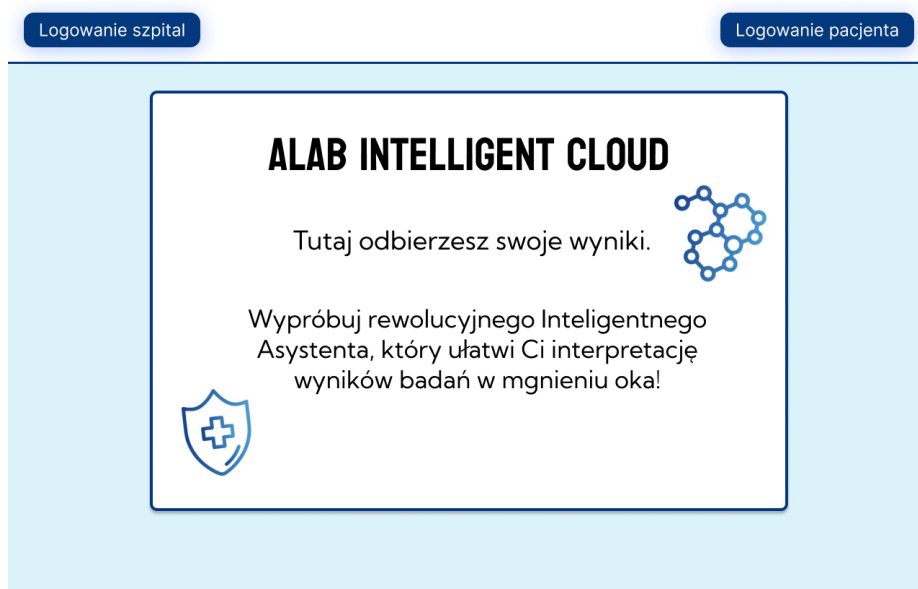 Logowanie szpital
Logowanie pacjenta
ALAB INTELLIGENT CLOUD
Tutaj odbierzesz swoje wyniki.
Wypróbuj rewolucyjnego Inteligentnego
Asystenta, który ułatwi Ci interpretację
wyników badań w mgnieniu oka!